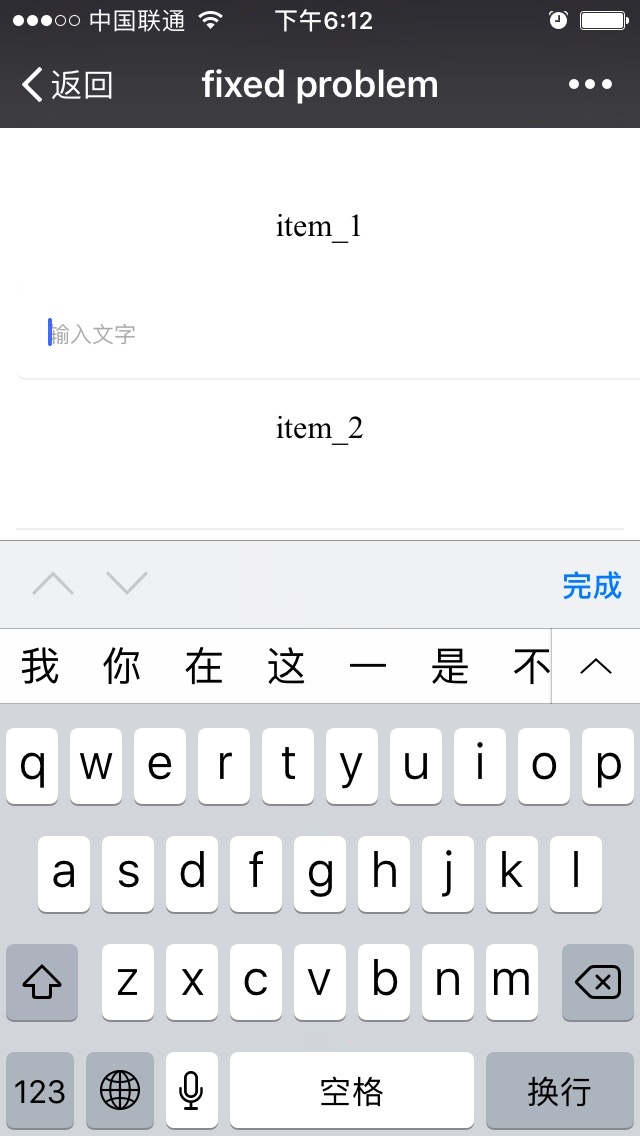 中国联通 下午6:12
返回 fixed problem
item_1
输入文字
item_2
完成
我 你 在 这 一 是 不
q w e r t y u i o p
a s d f g h j k l
z x c v b n m
123 空格 换行